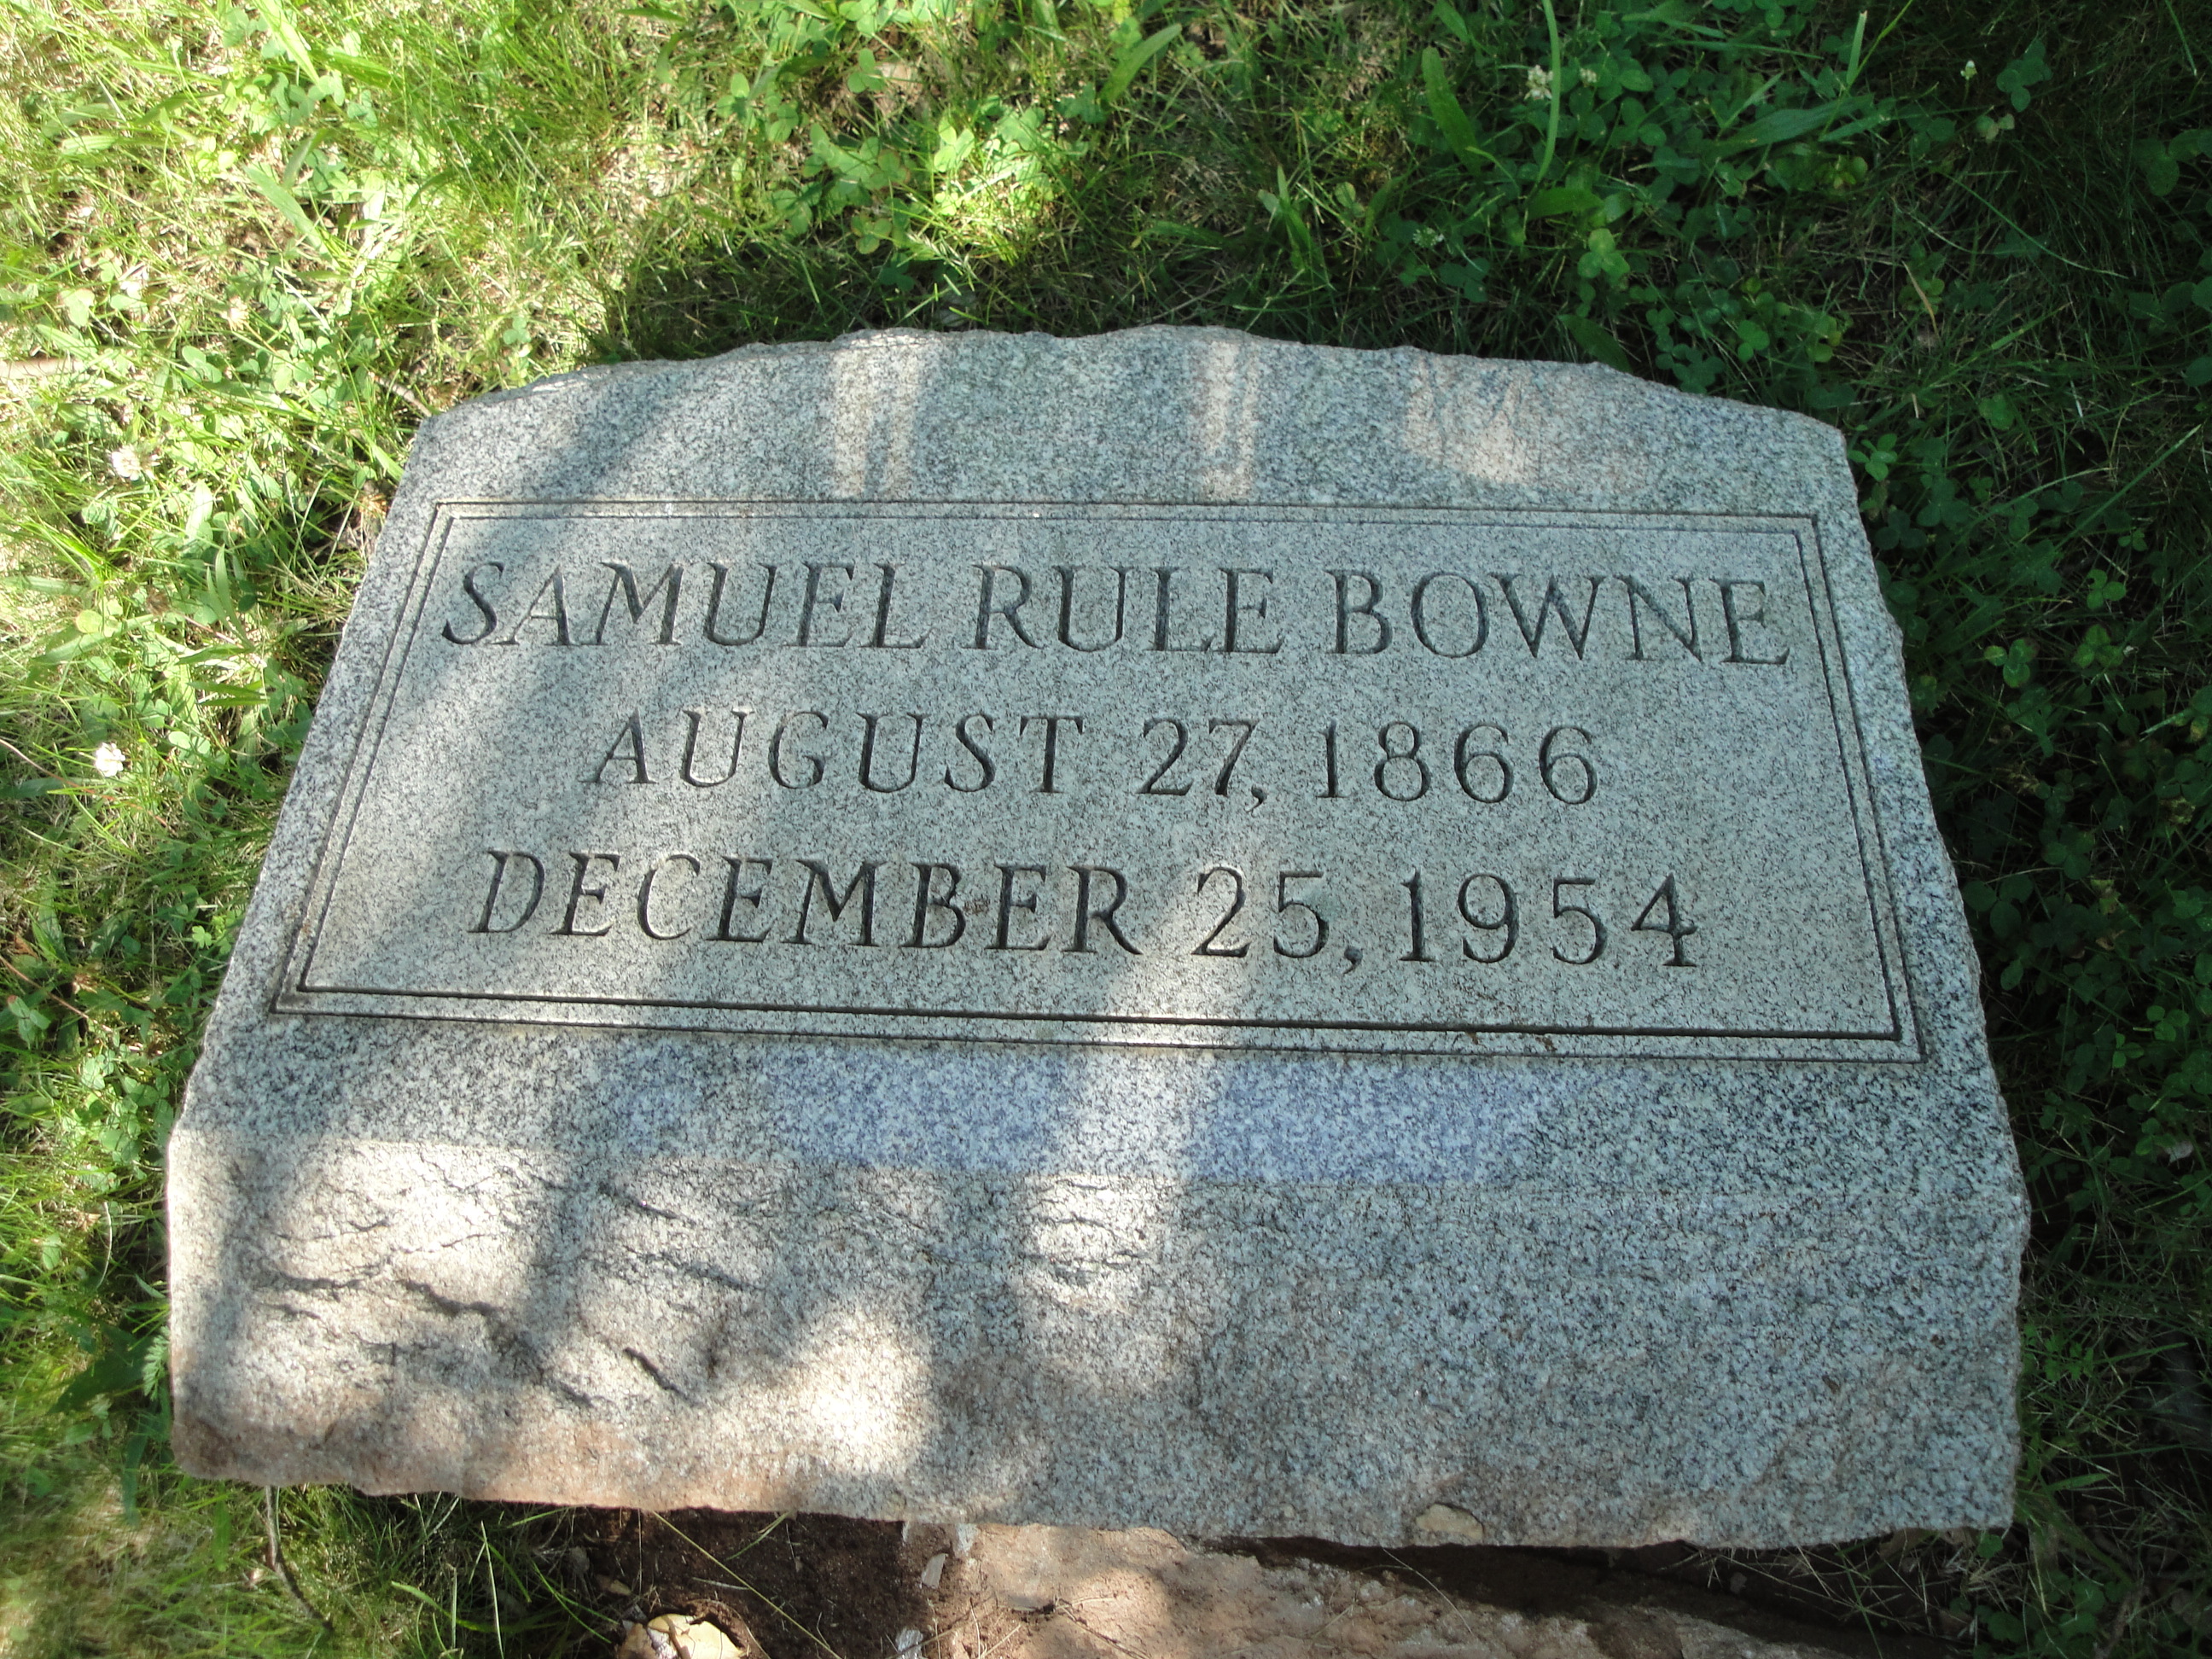 SAMUEL RULE BOWNE
AUGUST 27, 1866
DECEMBER 25, 1954